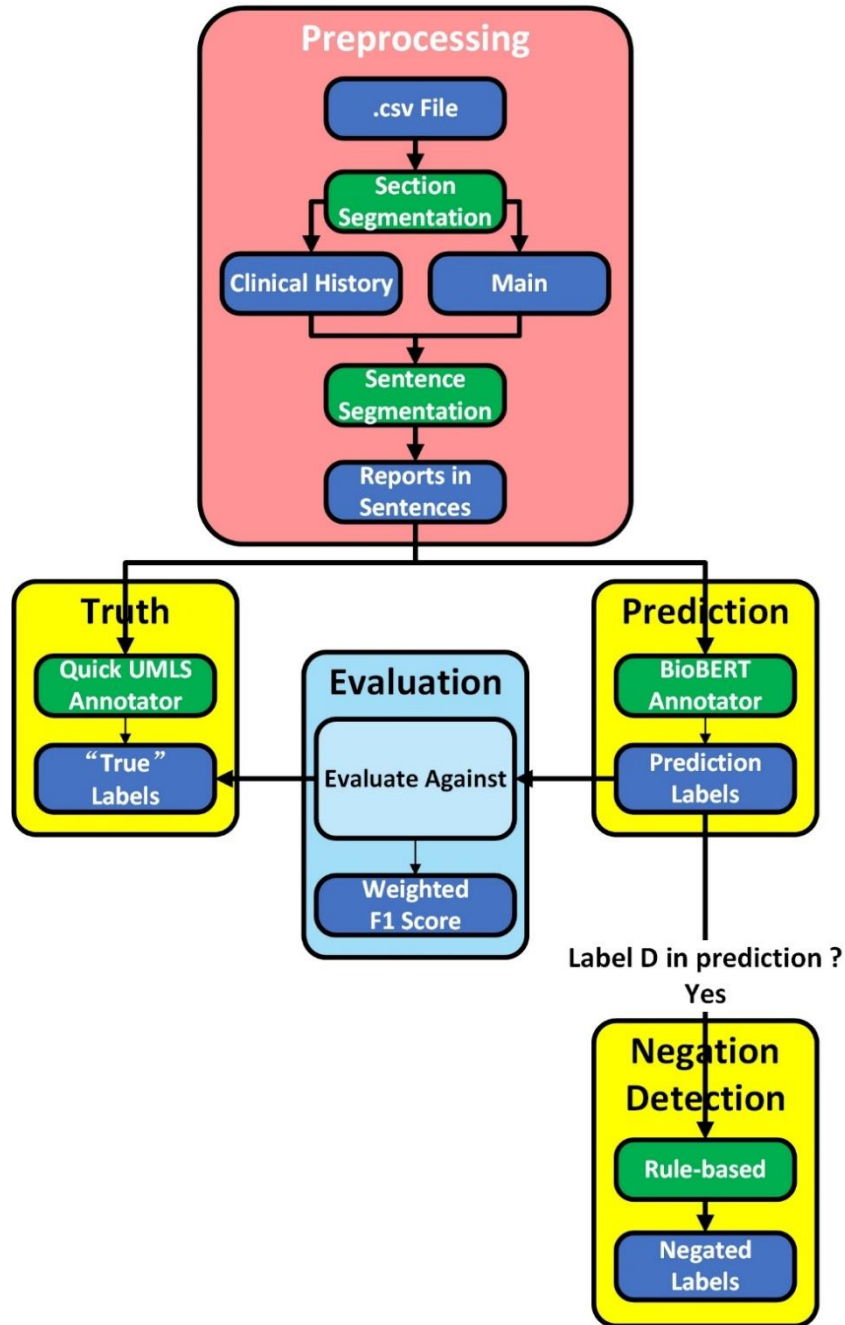 Preprocessing
.csv File
Section
Segmentation
Clinical History
Main
Sentence
Segmentation
Reports in
Sentences
Truth
Quick UMLS
Annotator
“True”
Labels
Evaluation
Evaluate Against
Weighted
F1 Score
Prediction
BioBERT
Annotator
Prediction
Labels
Label D in prediction ?
Yes
Negation
Detection
Rule-based
Negated
Labels